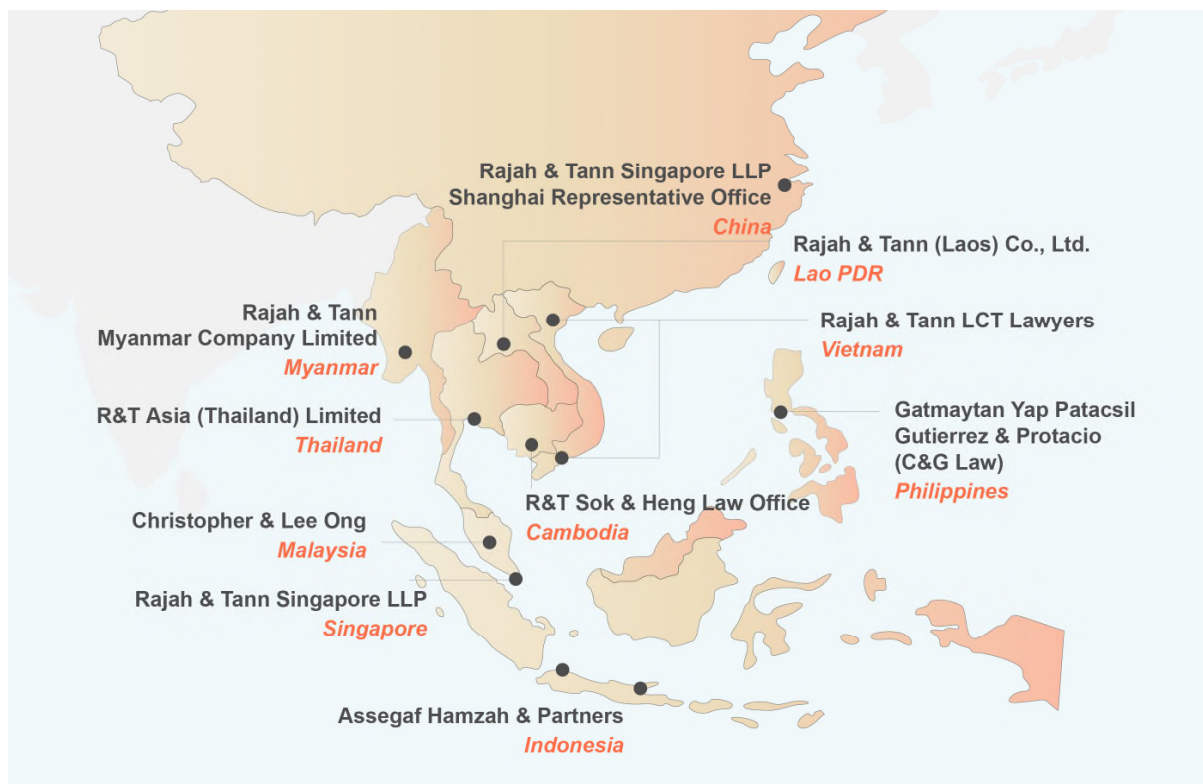 Rajah & Tann Singapore LLP
Shanghai Representative Office
China
Rajah & Tann (Laos) Co., Ltd.
Lao PDR
Rajah & Tann
Myanmar Company Limited
Myanmar
Rajah & Tann LCT Lawyers
Vietnam
R&T Asia (Thailand) Limited
Thailand
Gatmaytan Yap Patacsil
Gutierrez & Protacio
(C&G Law)
Philippines
R&T Sok & Heng Law Office
Cambodia
Christopher & Lee Ong
Malaysia
Rajah & Tann Singapore LLP
Singapore
Assegaf Hamzah & Partners
Indonesia